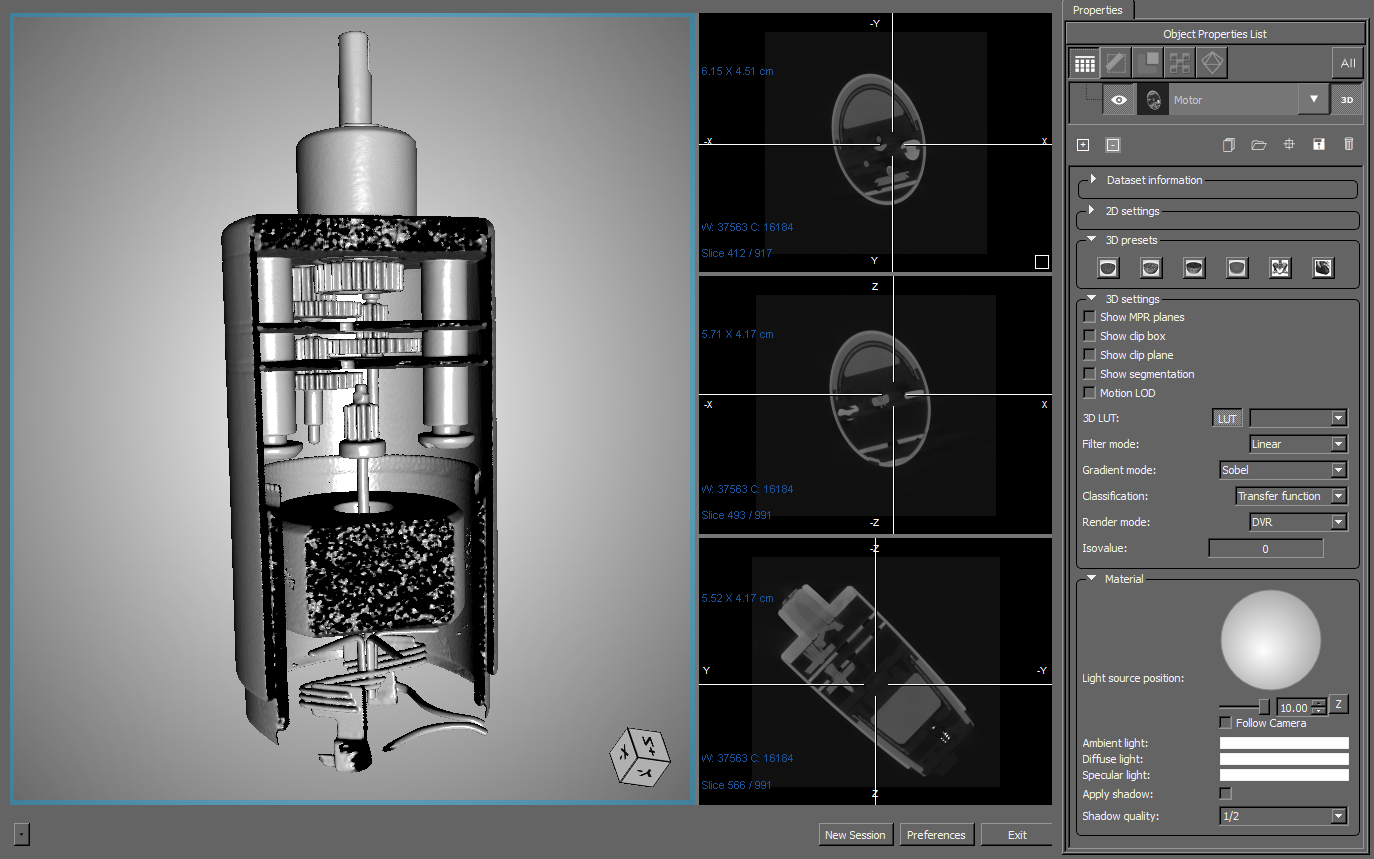 Properties
Object Properties List
All
Motor
3D
Dataset information
2D settings
3D presets
3D settings
Show MPR planes
Show clip box
Show clip plane
Show segmentation
Motion LOD
3D LUT:
LUT
Filter mode:
Linear
Gradient mode:
Sobel
Classification:
Transfer function
Render mode:
DVR
Isovalue:
0
Material
Light source position:
10.00
Z
Follow Camera
Ambient light:
Diffuse light:
Specular light:
Apply shadow:
Shadow quality:
1/2
-Y
6.15 X 4.51 cm
-X
X
W: 37563 C: 16184
Slice 412 / 917
Y
Z
5.71 X 4.17 cm
-X
X
W: 37563 C: 16184
Slice 493 / 991
-Z
-Z
5.52 X 4.17 cm
Y
-Y
W: 37563 C: 16184
Slice 566 / 991
Z
+Z
-X
-Y
New Session
Preferences
Exit